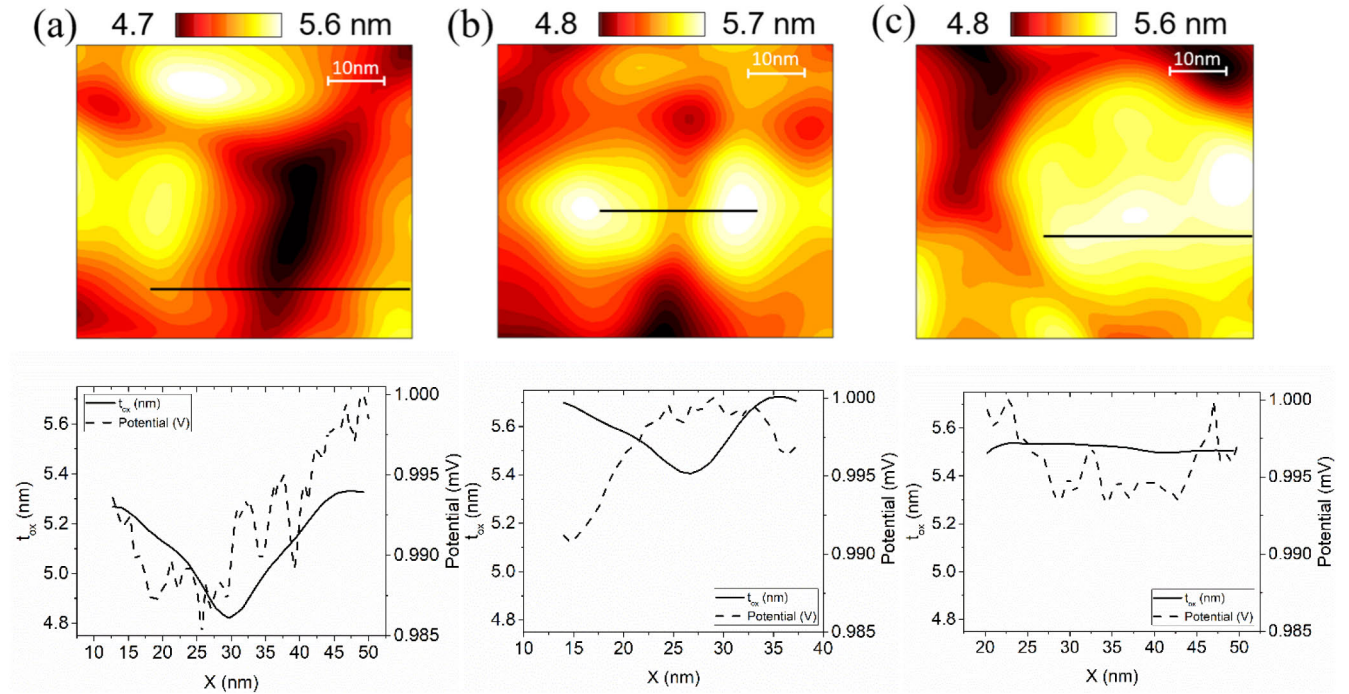 (a) 4.7 5.6 nm
10nm
(b) 4.8 5.7 nm
10nm
(c) 4.8 5.6 nm
10nm
t_ox (nm)
Potential (V)
5.6
5.4
5.2
5.0
4.8
t_ox (nm)
1.000
0.995
0.990
0.985
Potential (mV)
10 15 20 25 30 35 40 45 50
X (nm)
5.6
5.4
5.2
5.0
4.8
t_ox (nm)
t_ox (nm)
Potential (V)
1.000
0.995
0.990
0.985
Potential (mV)
10 15 20 25 30 35 40
X (nm)
5.6
5.4
5.2
5.0
4.8
t_ox (nm)
t_ox (nm)
Potential (V)
1.000
0.995
0.990
0.985
Potential (mV)
20 25 30 35 40 45 50
X (nm)